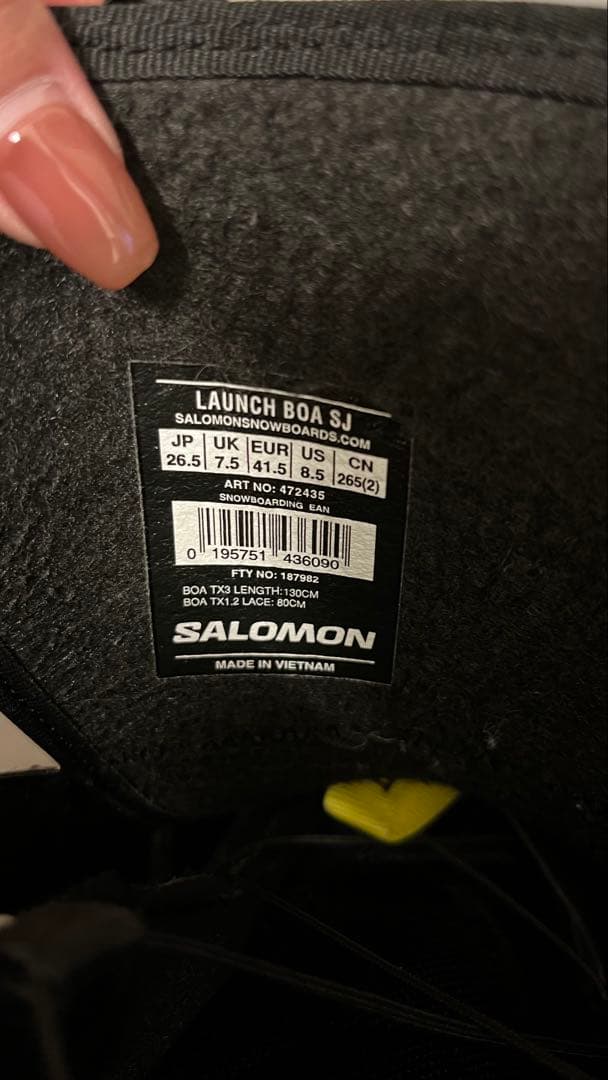 LAUNCH BOA SJ
SALOMONSNOWBOARDS.COM
JP UK EUR US CN
26.5 7.5 41.5 8.5 265(2)
ART NO: 472435
SNOWBOARDING EAN
0 195751 436090
FTY NO: 187982
BOA TX3 LENGTH:130CM
BOA TX1.2 LACE: 80CM
SALOMON
MADE IN VIETNAM